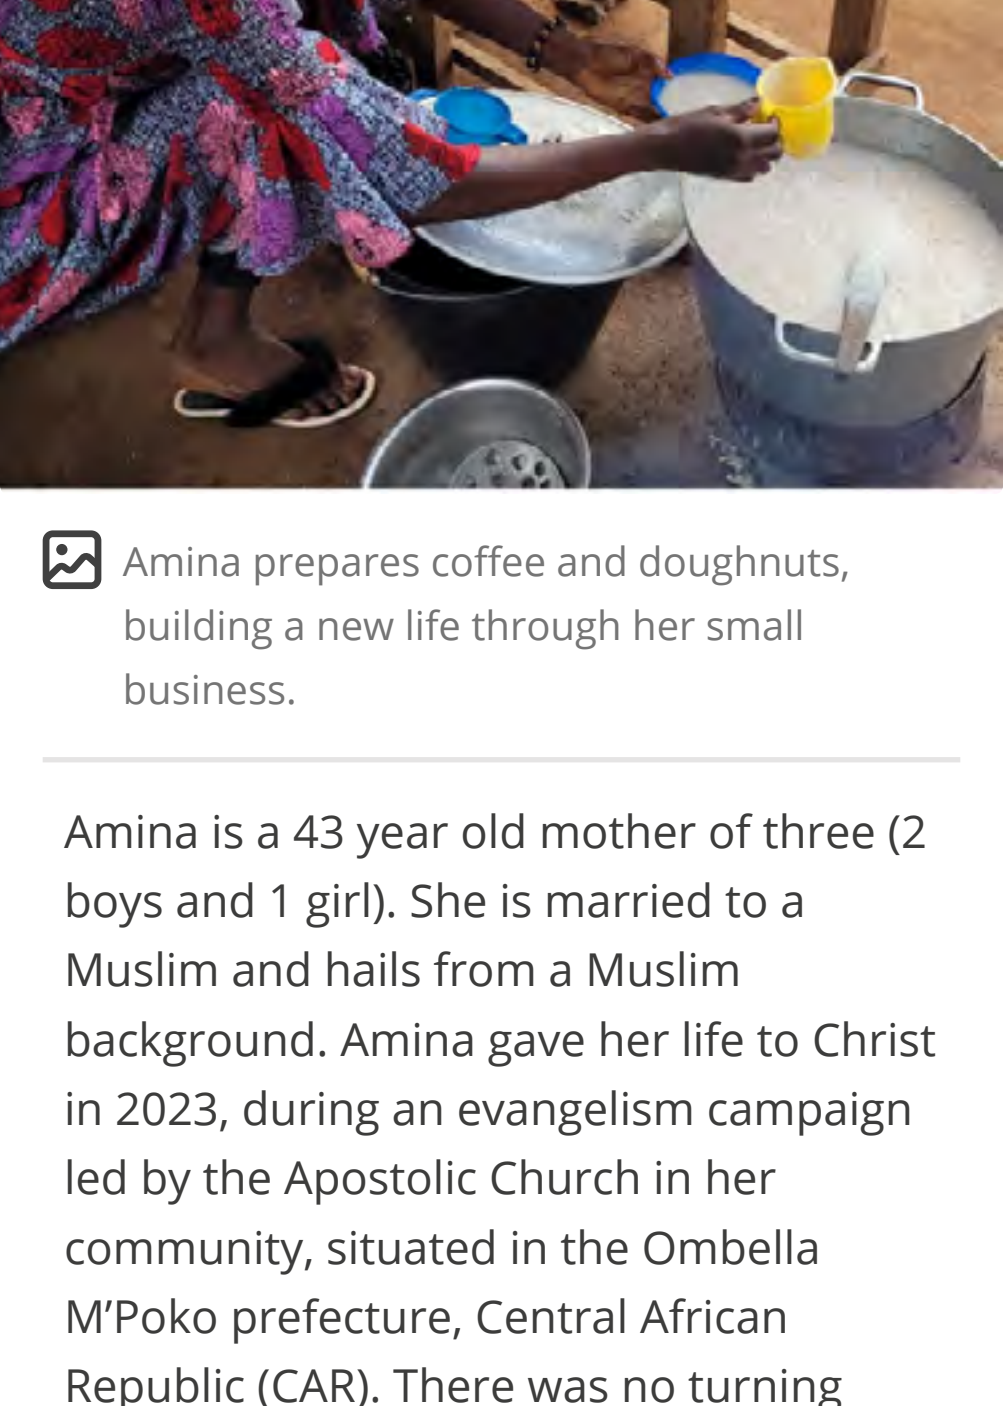 Amina prepares coffee and doughnuts,
building a new life through her small
business.
Amina is a 43 year old mother of three (2
boys and 1 girl). She is married to a
Muslim and hails from a Muslim
background. Amina gave her life to Christ
in 2023, during an evangelism campaign
led by the Apostolic Church in her
community, situated in the Ombella
M’Poko prefecture, Central African
Republic (CAR). There was no turning